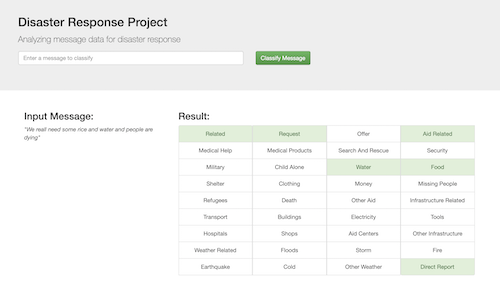 Disaster Response Project
Analyzing message data for disaster response
Enter a message to classify Classify Message
Input Message: Result:
"We reall need some rice and water and people are
dying"
Related Request Offer Aid Related
Medical Help Medical Products Search And Rescue Security
Military Child Alone Water Food
Shelter Clothing Money Missing People
Refugees Death Other Aid Infrastructure Related
Transport Buildings Electricity Tools
Hospitals Shops Aid Centers Other Infrastructure
Weather Related Floods Storm Fire
Earthquake Cold Other Weather Direct Report